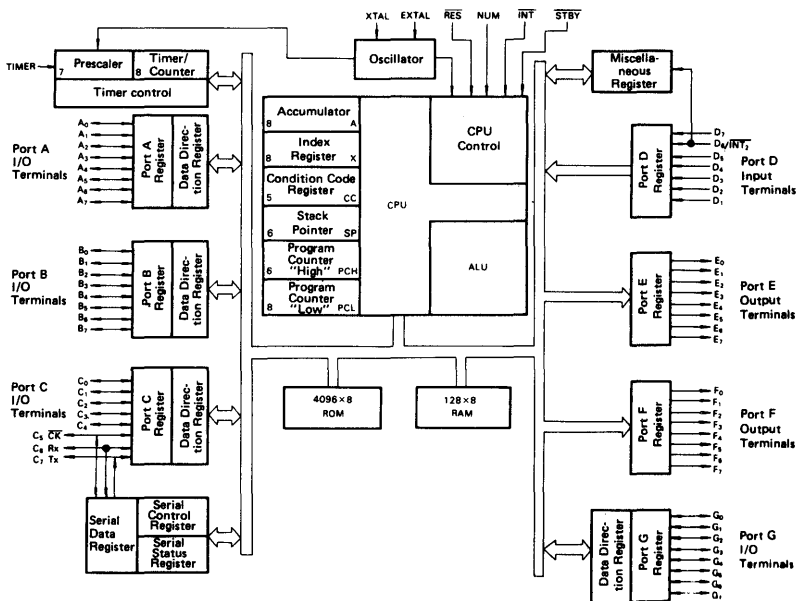 XTAL EXTAL RES NUM INT STBY
Oscillator
TIMER
Prescaler
7
Timer/
Counter
8
Timer control
Port A
I/O
Terminals
A₀
A₁
A₂
A₃
A₄
A₅
A₆
A₇
Port A
Register
Data Direc-
tion Register
Port B
I/O
Terminals
B₀
B₁
B₂
B₃
B₄
B₅
B₆
B₇
Port B
Register
Data Direc-
tion Register
Port C
I/O
Terminals
C₀
C₁
C₂
C₃
C₄
C₅ CK
C₆ Rx
C₇ Tx
Port C
Register
Data Direc-
tion Register
Serial
Data
Register
Serial
Control
Register
Serial
Status
Register
Accumulator
8 A
Index
Register
8 X
Condition Code
Register
5 CC
Stack
Pointer
6 SP
Program
Counter
"High"
6 PCH
Program
Counter
"Low"
8 PCL
CPU
CPU
Control
ALU
4096×8
ROM
128×8
RAM
Miscella-
neous
Register
Port D
Register
D₇
D₆/INT₂
D₅
D₄
D₃
D₂
D₁
Port D
Input
Terminals
Port E
Register
E₀
E₁
E₂
E₃
E₄
E₅
E₆
E₇
Port E
Output
Terminals
Port F
Register
F₀
F₁
F₂
F₃
F₄
F₅
F₆
F₇
Port F
Output
Terminals
Data Direc-
tion Register
Port G
Register
G₀
G₁
G₂
G₃
G₄
G₅
G₆
G₇
Port G
I/O
Terminals